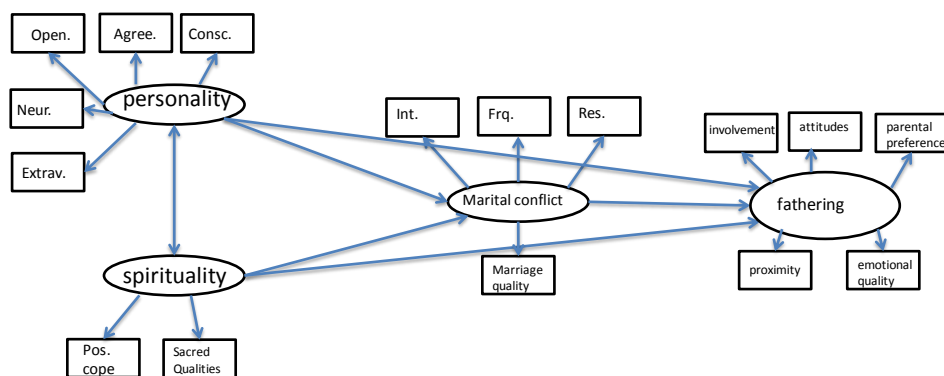 Open.
Agree.
Consc.
Neur.
personality
Extrav.
Int.
Frq.
Res.
involvement
attitudes
parental
preference
Marital conflict
fathering
spirituality
Marriage
quality
proximity
emotional
quality
Pos.
cope
Sacred
Qualities